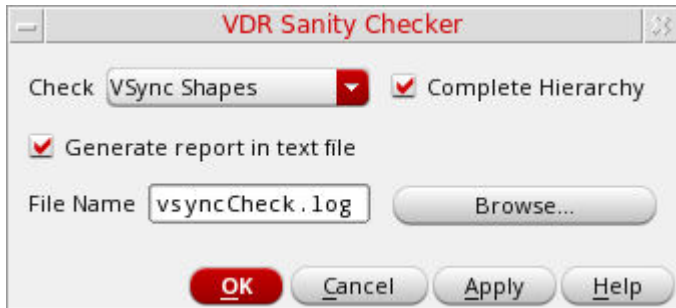 VDR Sanity Checker
Check VSync Shapes Complete Hierarchy
Generate report in text file
File Name vsyncCheck.log Browse...
OK Cancel Apply Help